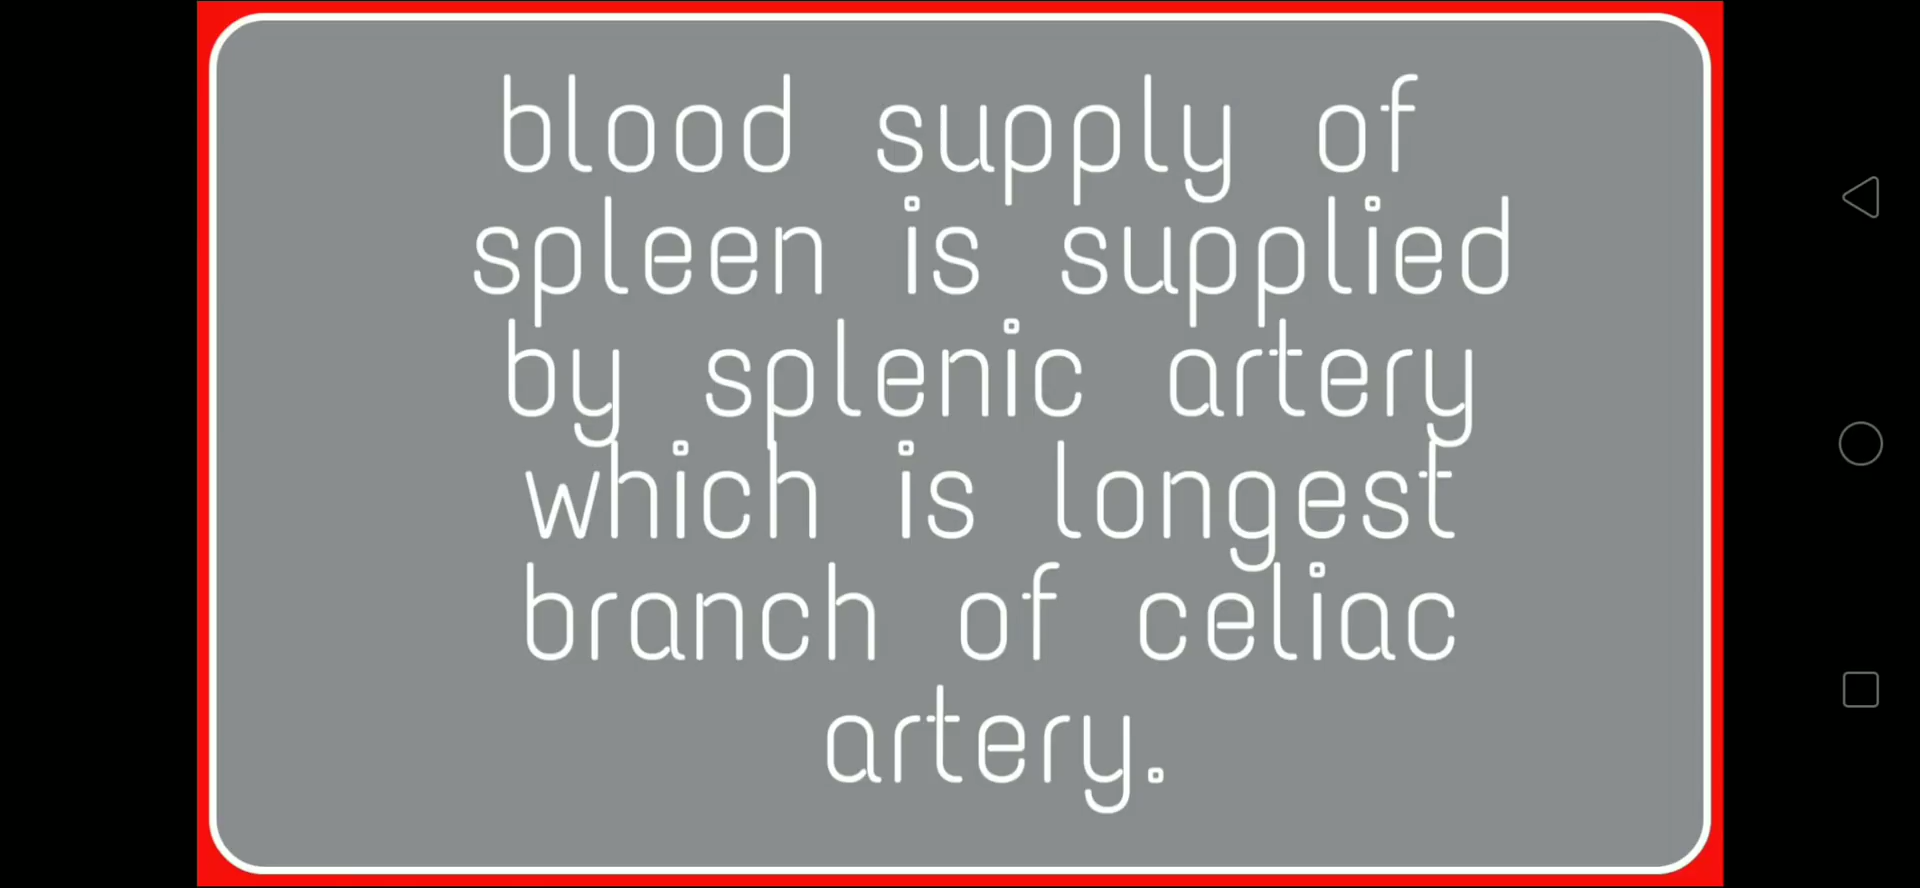 blood supply of
spleen is supplied
by splenic artery
which is longest
branch of celiac
artery.